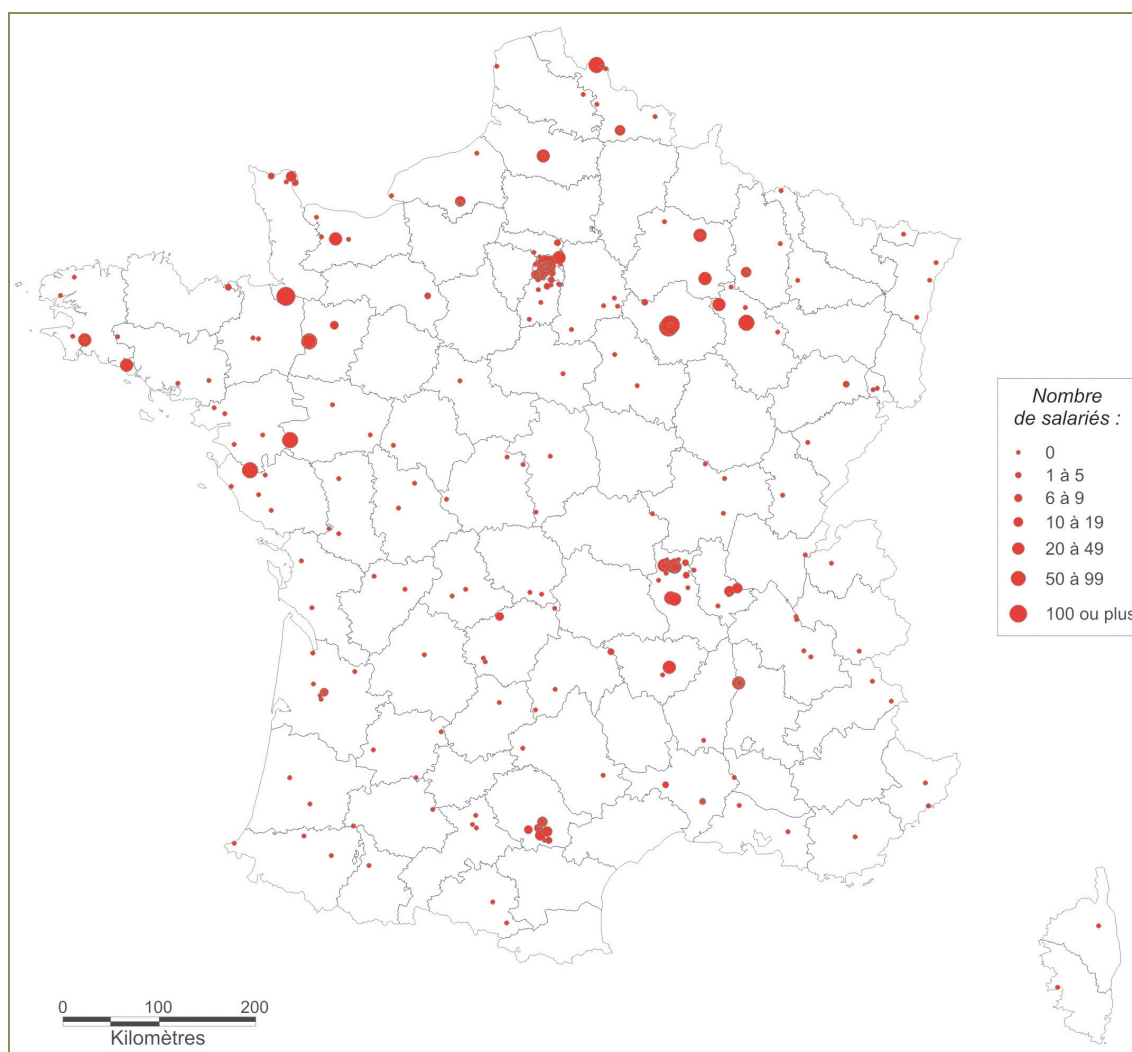 Nombre
de salariés :
0
1 à 5
6 à 9
10 à 19
20 à 49
50 à 99
100 ou plus
0 100 200
Kilomètres